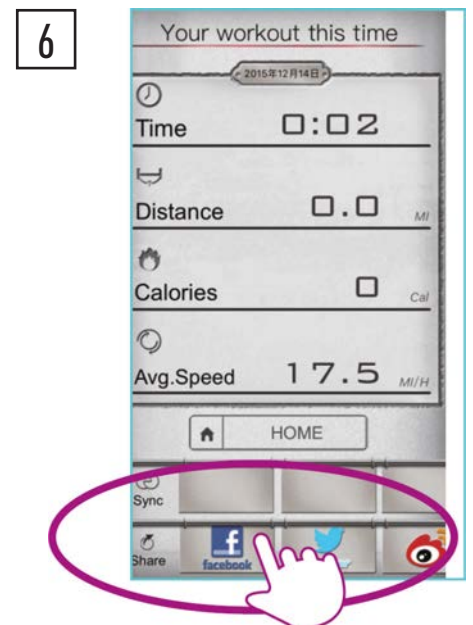 6
Your workout this time
2015年12月14日
Time 0:02
Distance 0.0 MI
Calories 0 Cal
Avg.Speed 17.5 MI/H
HOME
Sync
Share facebook